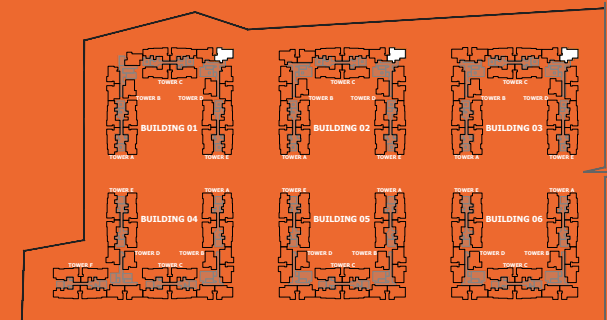 TOWER C TOWER C TOWER C
TOWER B TOWER D TOWER B TOWER D TOWER B TOWER D
BUILDING 01 BUILDING 02 BUILDING 03
TOWER A TOWER E TOWER A TOWER E TOWER A TOWER E
TOWER E TOWER A TOWER E TOWER A TOWER E TOWER A
BUILDING 04 BUILDING 05 BUILDING 06
TOWER D TOWER B TOWER D TOWER B TOWER D TOWER B
TOWER F TOWER C TOWER C TOWER C